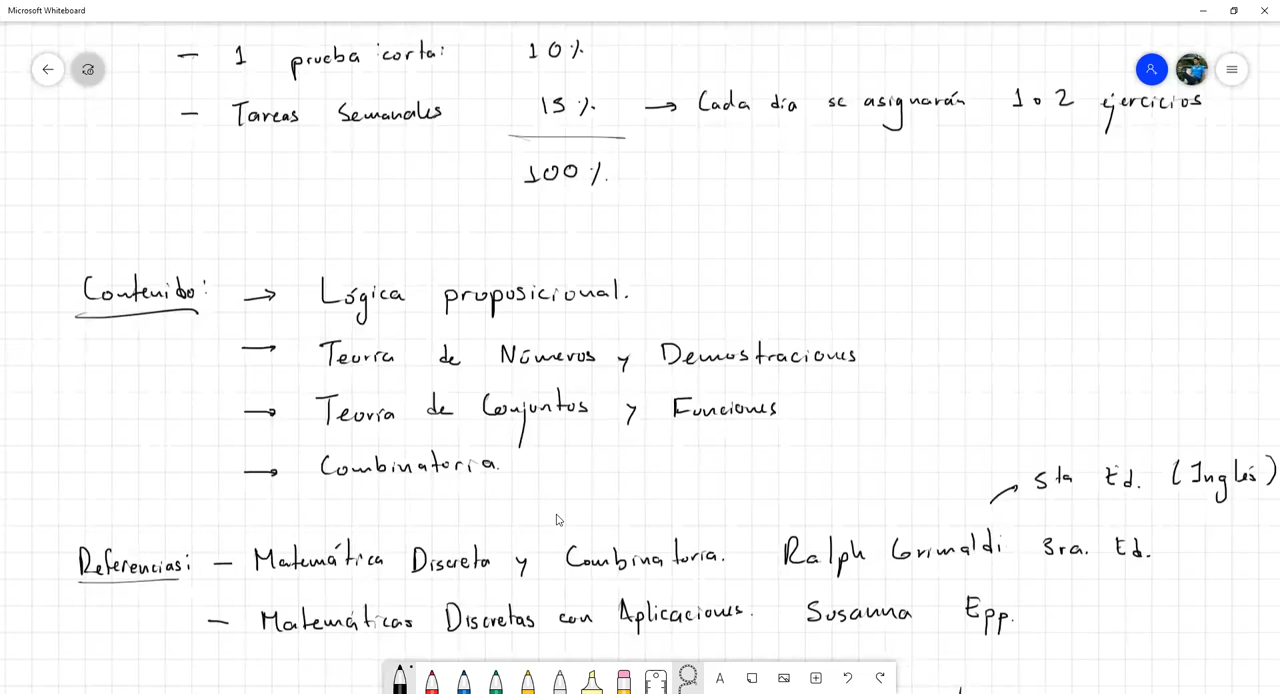 Microsoft Whiteboard
- 1 prueba corta: 10%
- Tareas Semanales 15% → Cada día se asignarán 1 o 2 ejercicios
100%
Contenido: → Lógica proposicional.
→ Teoría de Números y Demostraciones
→ Teoría de Conjuntos y Funciones
→ Combinatoria.
5ta Ed. (Inglés)
Referencias: - Matemática Discreta y Combinatoria. Ralph Grimaldi 3ra. Ed.
- Matemáticas Discretas con Aplicaciones. Susanna Epp.